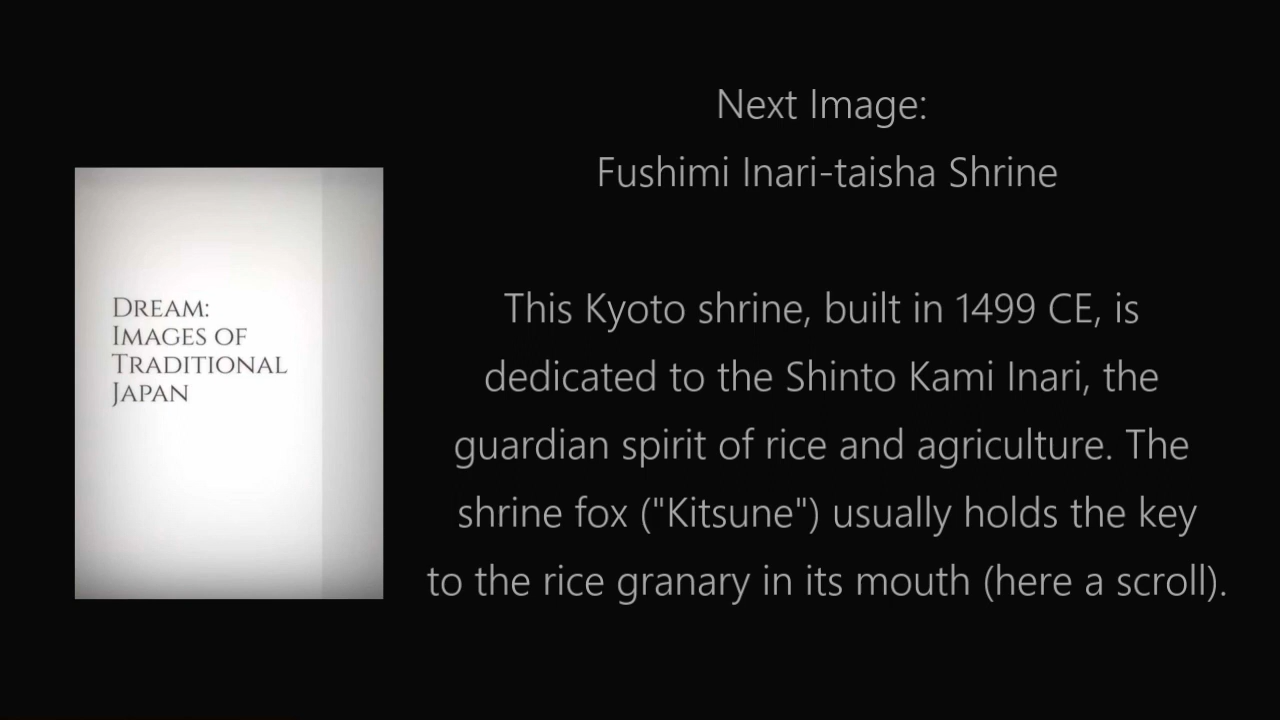 Next Image:
Fushimi Inari-taisha Shrine
DREAM:
IMAGES OF
TRADITIONAL
JAPAN
This Kyoto shrine, built in 1499 CE, is
dedicated to the Shinto Kami Inari, the
guardian spirit of rice and agriculture. The
shrine fox ("Kitsune") usually holds the key
to the rice granary in its mouth (here a scroll).